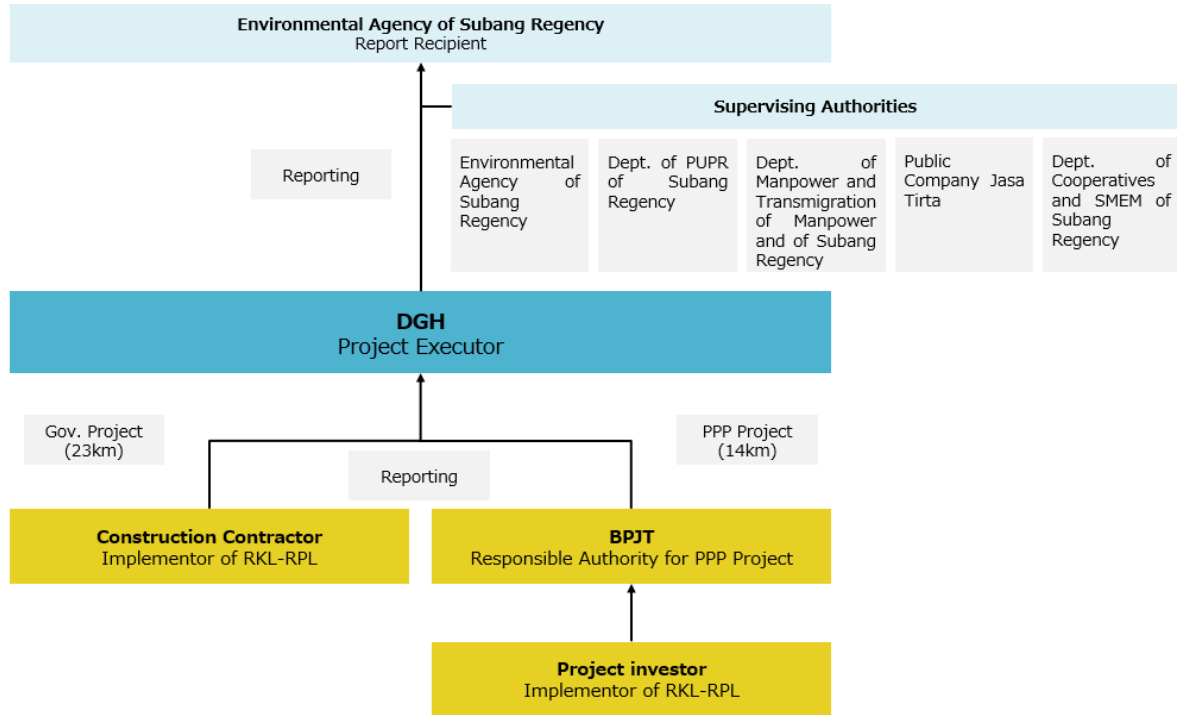 Environmental Agency of Subang Regency
Report Recipient
Supervising Authorities
Reporting
Environmental
Agency of
Subang
Regency
Dept. of PUPR
of Subang
Regency
Dept. of
Manpower and
Transmigration
of Manpower
and of Subang
Regency
Public
Company Jasa
Tirta
Dept. of
Cooperatives
and SMEM of
Subang
Regency
DGH
Project Executor
Gov. Project
(23km)
PPP Project
(14km)
Reporting
Construction Contractor
Implementor of RKL-RPL
BPJT
Responsible Authority for PPP Project
Project investor
Implementor of RKL-RPL